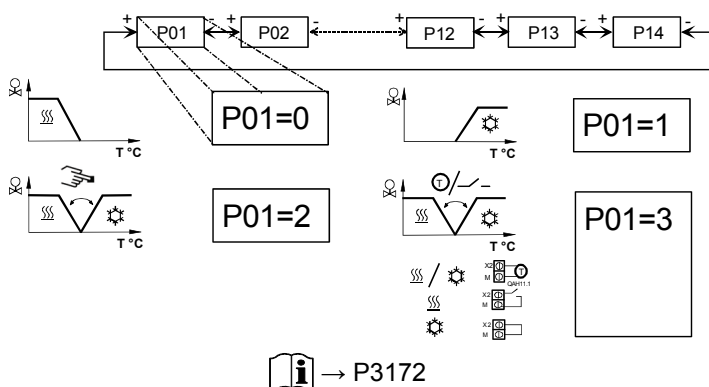 + P01 - + P02 - + P12 - + P13 - + P14 -
T °C
P01=0
T °C
P01=1
T °C
P01=2
T / 
T °C
P01=3
/
X2
M
T
QAH11.1
X2
M
X2
M
i → P3172